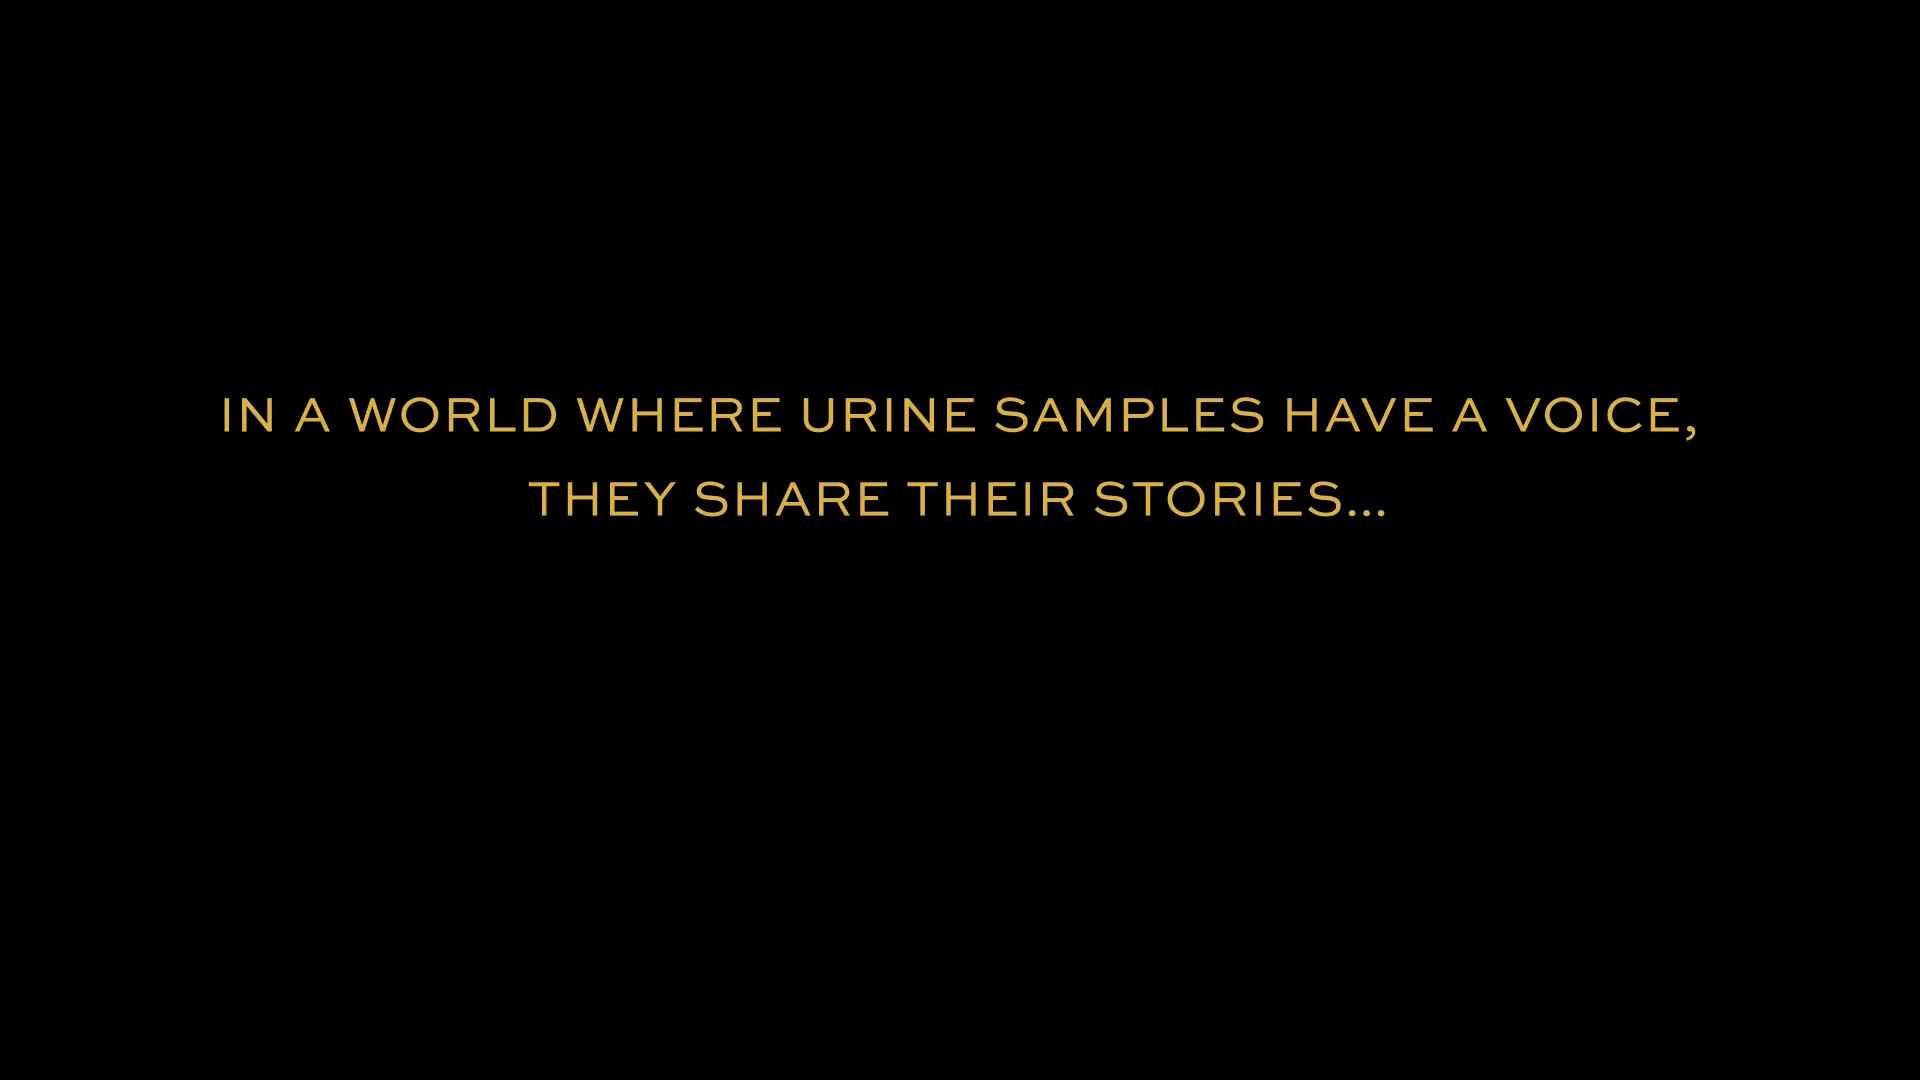 IN A WORLD WHERE URINE SAMPLES HAVE A VOICE,
THEY SHARE THEIR STORIES...